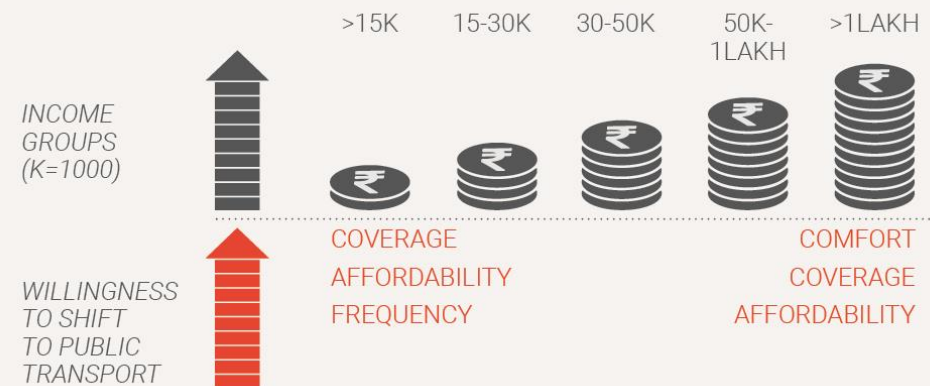 >15K
15-30K
30-50K
50K-
1LAKH
>1LAKH
INCOME
GROUPS
(K=1000)
₹
₹
₹
₹
₹
COVERAGE
AFFORDABILITY
FREQUENCY
COMFORT
COVERAGE
AFFORDABILITY
WILLINGNESS
TO SHIFT
TO PUBLIC
TRANSPORT